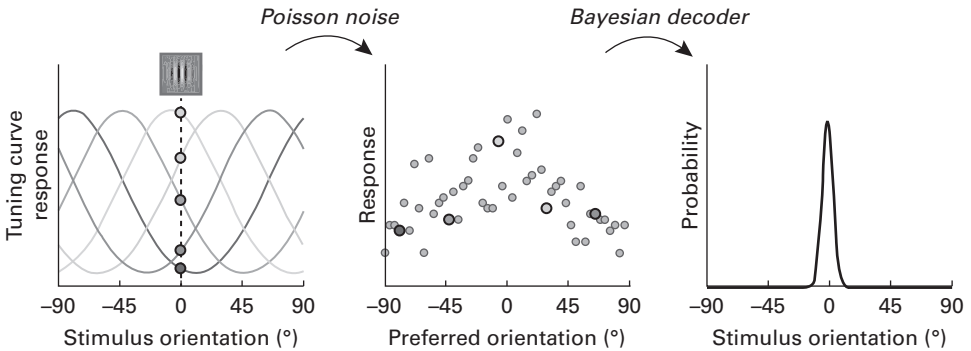 Poisson noise
Bayesian decoder
Tuning curve
response
–90 –45 0 45 90
Stimulus orientation (°)
Response
–90 –45 0 45 90
Preferred orientation (°)
Probability
–90 –45 0 45 90
Stimulus orientation (°)